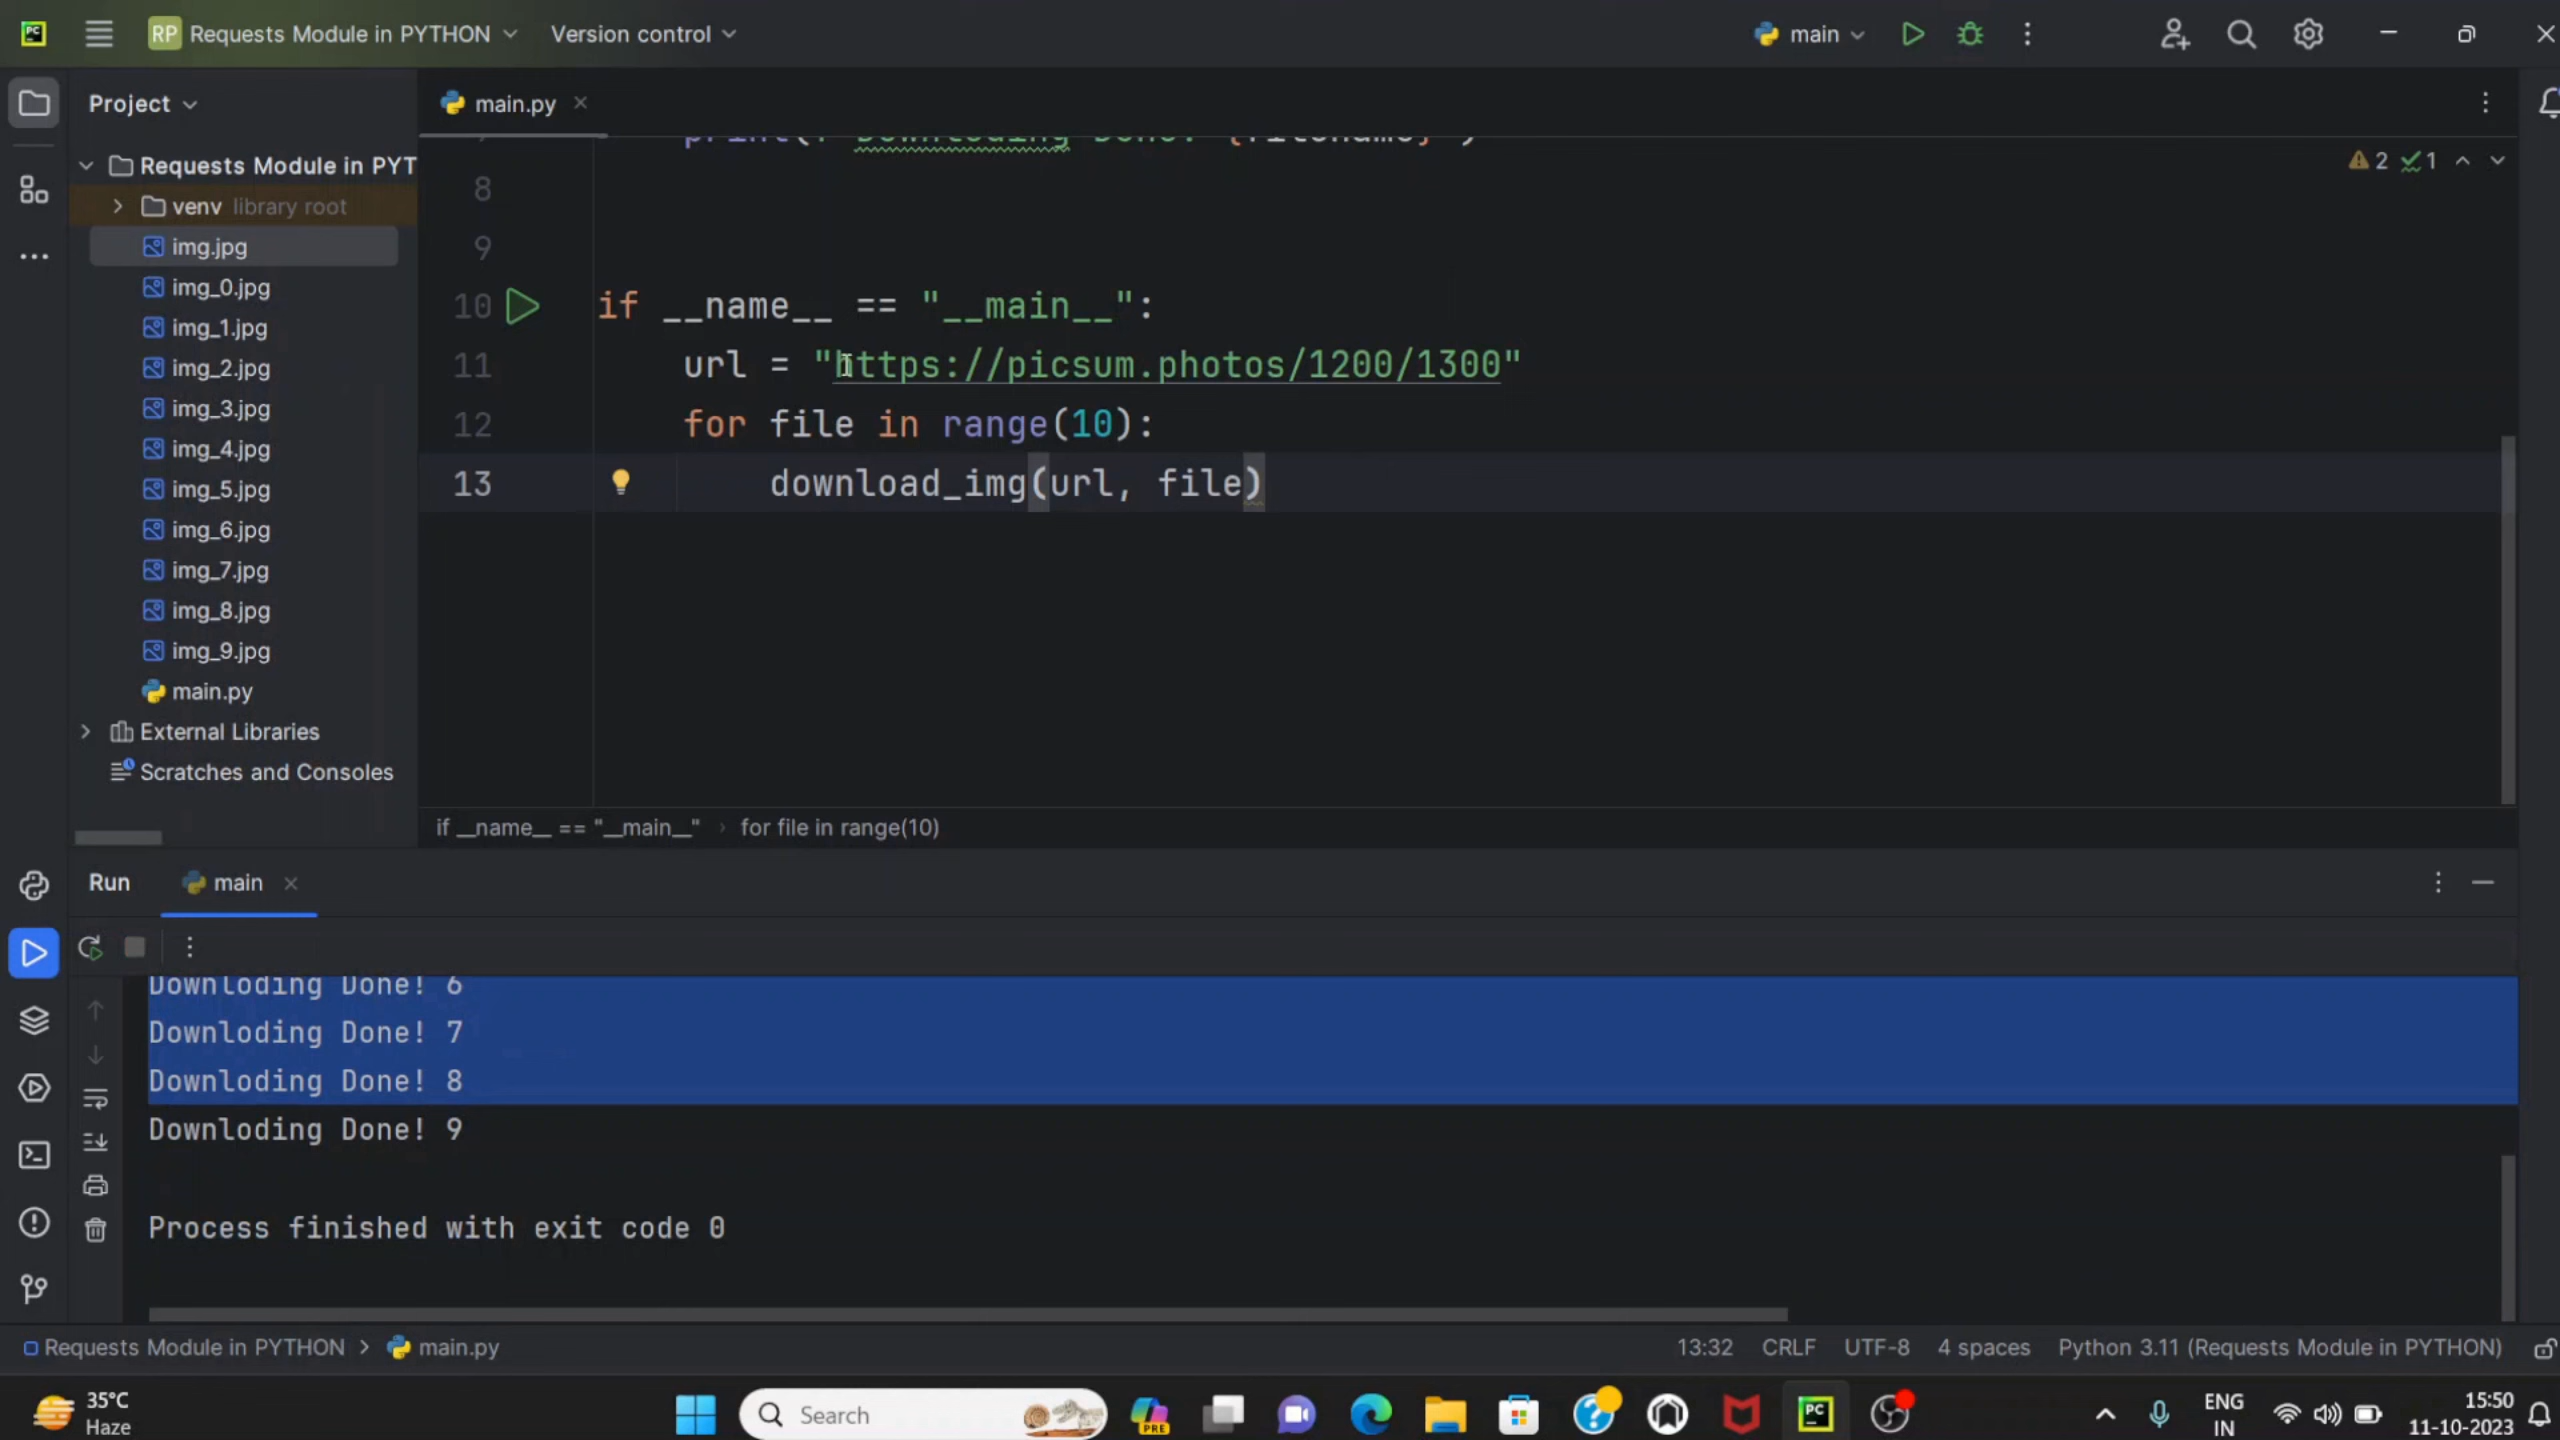 RP Requests Module in PYTHON Version control main
Project main.py
Requests Module in PYT
venv library root
img.jpg
img_0.jpg
img_1.jpg
img_2.jpg
img_3.jpg
img_4.jpg
img_5.jpg
img_6.jpg
img_7.jpg
img_8.jpg
img_9.jpg
main.py
External Libraries
Scratches and Consoles
2 1
8
9
10 if __name__ == "__main__":
11 url = "https://picsum.photos/1200/1300"
12 for file in range(10):
13 download_img(url, file)
if __name__ == "__main__" › for file in range(10)
Run main
Downloding Done! 6
Downloding Done! 7
Downloding Done! 8
Downloding Done! 9
Process finished with exit code 0
Requests Module in PYTHON > main.py 13:32 CRLF UTF-8 4 spaces Python 3.11 (Requests Module in PYTHON)
35°C
Haze
Search
PRE
PC
ENG
IN
15:50
11-10-2023